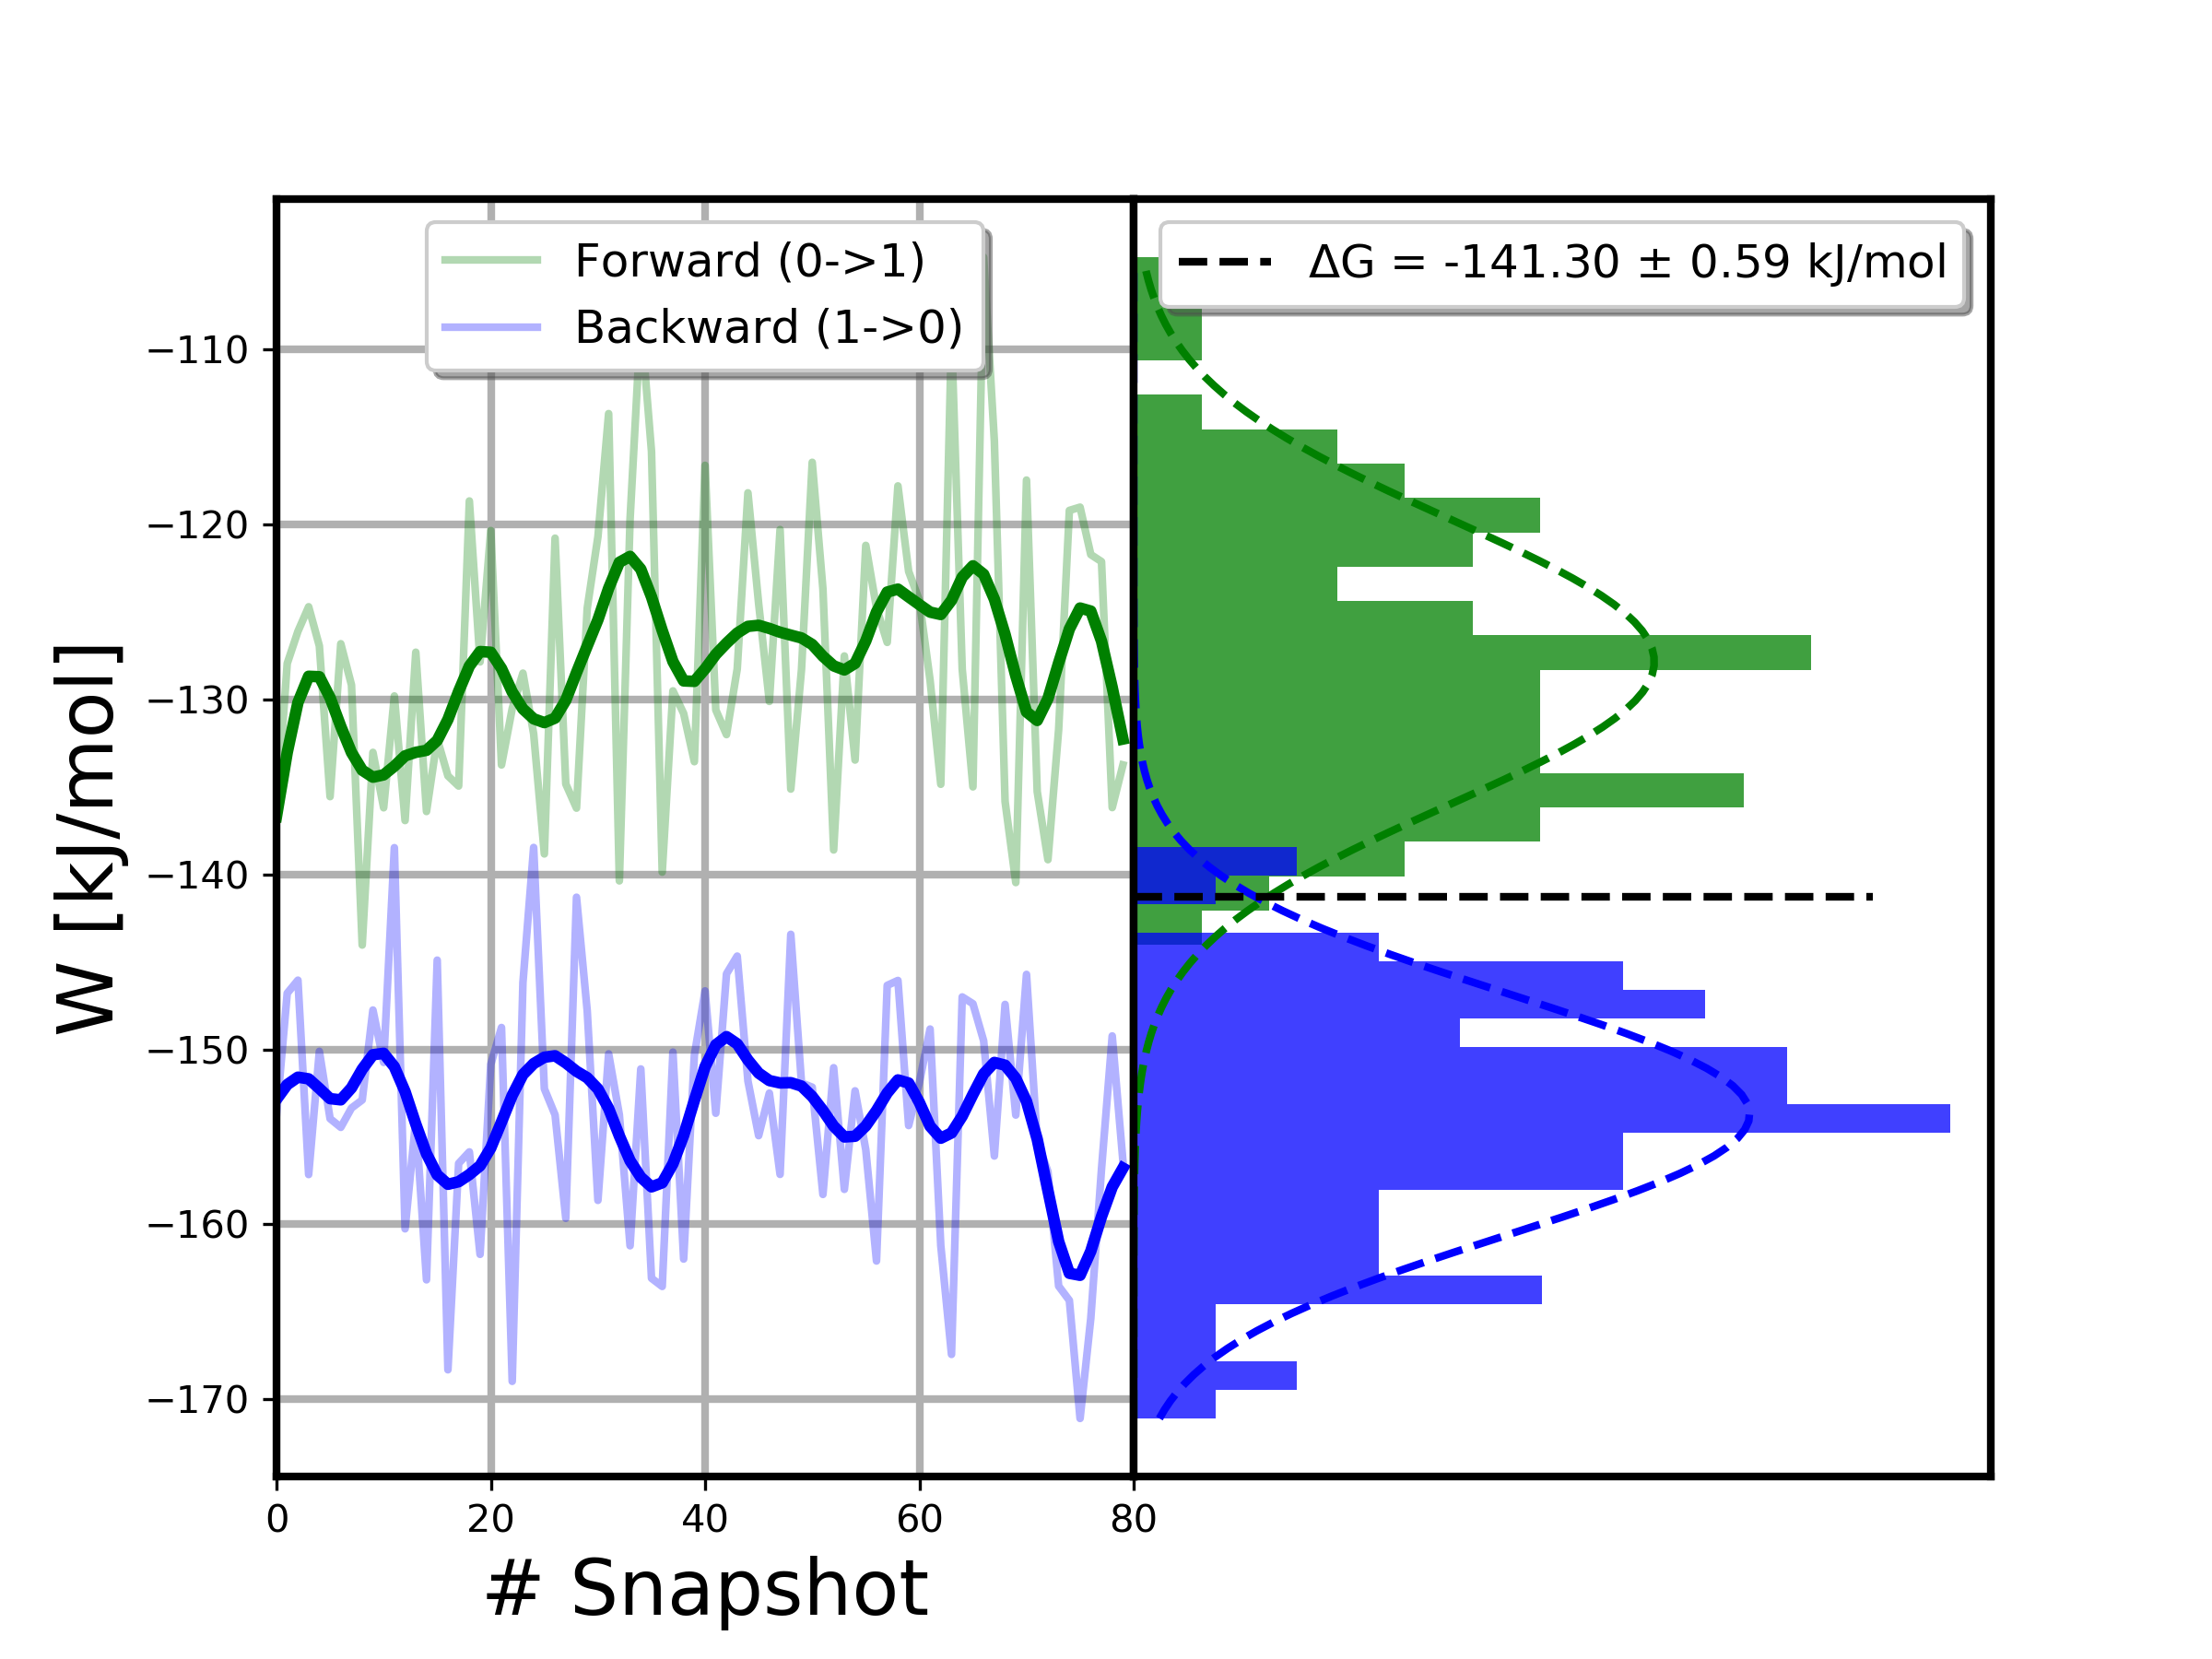 Forward (0->1)
Backward (1->0)
ΔG = -141.30 ± 0.59 kJ/mol
W [kJ/mol]
−110
−120
−130
−140
−150
−160
−170
0 20 40 60 80
# Snapshot